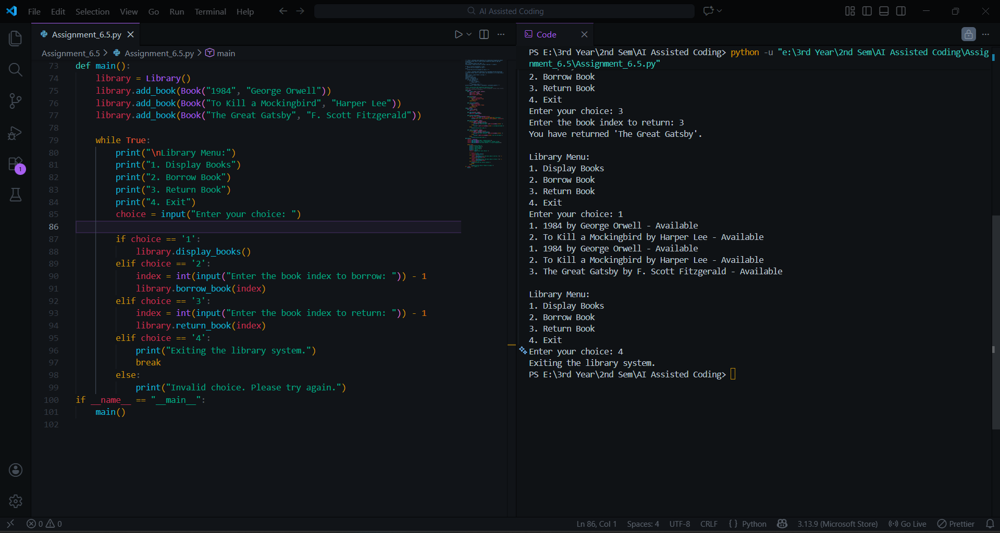 File Edit Selection View Go Run Terminal Help
AI Assisted Coding
Assignment_6.5.py
Assignment_6.5 > Assignment_6.5.py > main
73 def main():
74 library = Library()
75 library.add_book(Book("1984", "George Orwell"))
76 library.add_book(Book("To Kill a Mockingbird", "Harper Lee"))
77 library.add_book(Book("The Great Gatsby", "F. Scott Fitzgerald"))
78
79 while True:
80 print("\nLibrary Menu:")
81 print("1. Display Books")
82 print("2. Borrow Book")
83 print("3. Return Book")
84 print("4. Exit")
85 choice = input("Enter your choice: ")
86
87 if choice == '1':
88 library.display_books()
89 elif choice == '2':
90 index = int(input("Enter the book index to borrow: ")) - 1
91 library.borrow_book(index)
92 elif choice == '3':
93 index = int(input("Enter the book index to return: ")) - 1
94 library.return_book(index)
95 elif choice == '4':
96 print("Exiting the library system.")
97 break
98 else:
99 print("Invalid choice. Please try again.")
100 if __name__ == "__main__":
101 main()
102
1
Code
PS E:\3rd Year\2nd Sem\AI Assisted Coding> python -u "e:\3rd Year\2nd Sem\AI Assisted Coding\Assig
nment_6.5\Assignment_6.5.py"
2. Borrow Book
3. Return Book
4. Exit
Enter your choice: 3
Enter the book index to return: 3
You have returned 'The Great Gatsby'.
Library Menu:
1. Display Books
2. Borrow Book
3. Return Book
4. Exit
Enter your choice: 1
1. 1984 by George Orwell - Available
2. To Kill a Mockingbird by Harper Lee - Available
1. 1984 by George Orwell - Available
2. To Kill a Mockingbird by Harper Lee - Available
3. The Great Gatsby by F. Scott Fitzgerald - Available
Library Menu:
1. Display Books
2. Borrow Book
3. Return Book
4. Exit
Enter your choice: 4
Exiting the library system.
PS E:\3rd Year\2nd Sem\AI Assisted Coding>
0 0
Ln 86, Col 1 Spaces: 4 UTF-8 CRLF { } Python 3.13.9 (Microsoft Store) Go Live Prettier